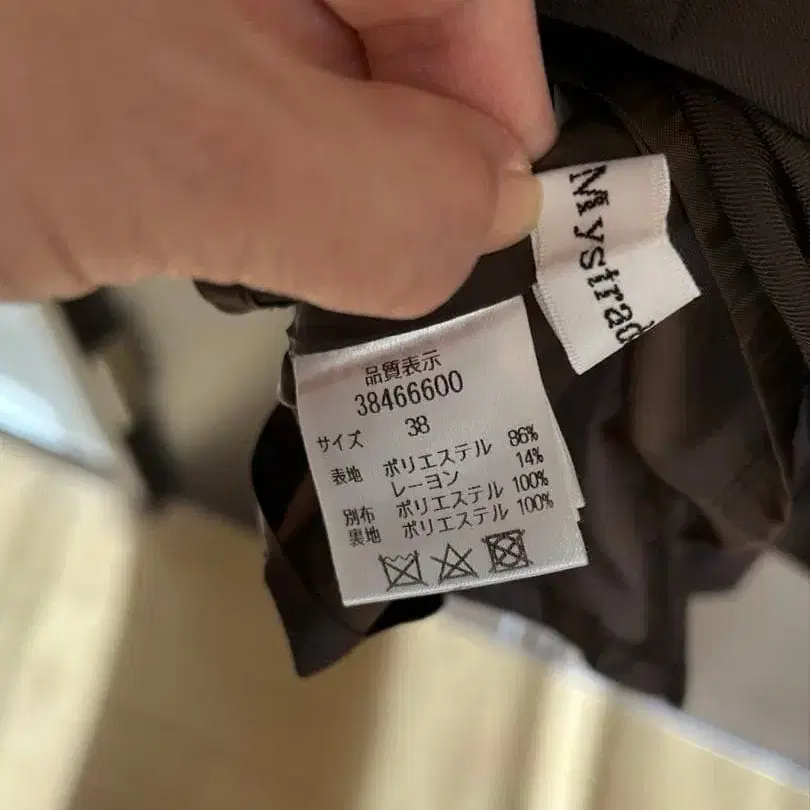 Mystrad
品質表示
38466600
サイズ 38
表地 ポリエステル 86%
レーヨン 14%
別布 ポリエステル 100%
裏地 ポリエステル 100%